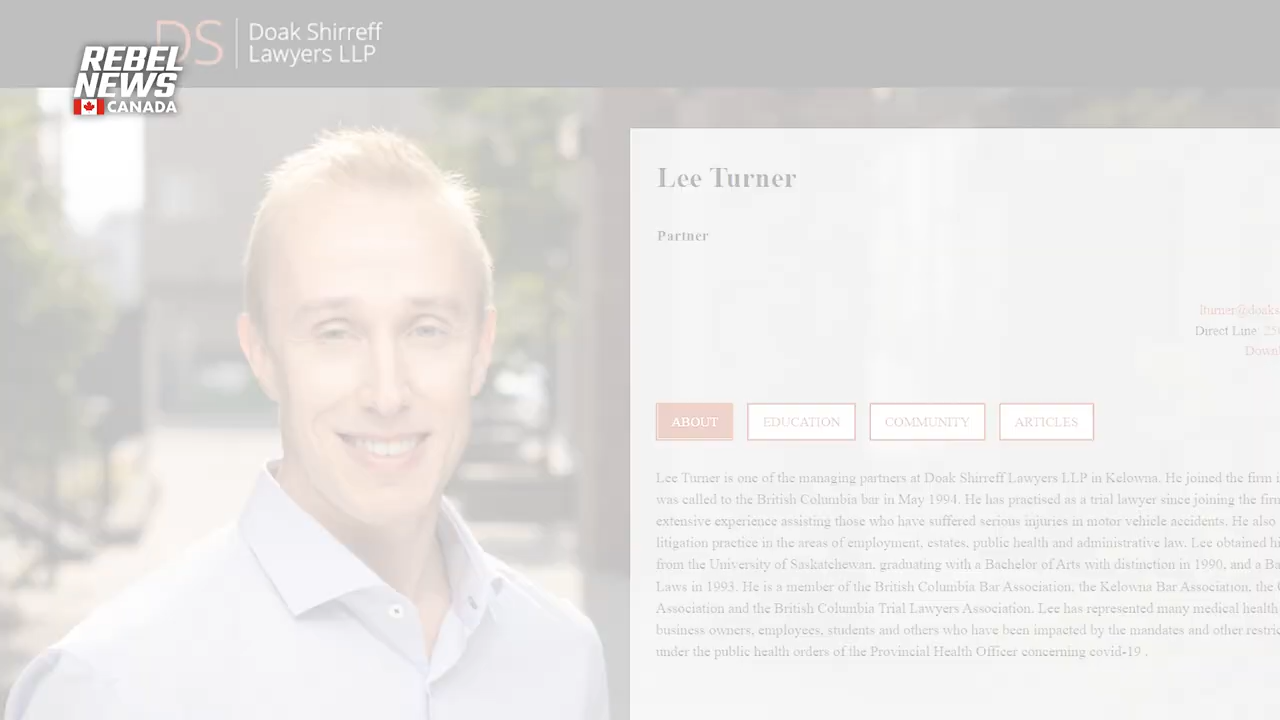 DS
Doak Shirreff
Lawyers LLP
REBEL
NEWS
CANADA
Lee Turner
Partner
lturner@doaks
Direct Line: 25
Downl
ABOUT
EDUCATION
COMMUNITY
ARTICLES
Lee Turner is one of the managing partners at Doak Shirreff Lawyers LLP in Kelowna. He joined the firm i
was called to the British Columbia bar in May 1994. He has practised as a trial lawyer since joining the firm
extensive experience assisting those who have suffered serious injuries in motor vehicle accidents. He also
litigation practice in the areas of employment, estates, public health and administrative law. Lee obtained hi
from the University of Saskatchewan, graduating with a Bachelor of Arts with distinction in 1990, and a Ba
Laws in 1993. He is a member of the British Columbia Bar Association, the Kelowna Bar Association, the
Association and the British Columbia Trial Lawyers Association. Lee has represented many medical health
business owners, employees, students and others who have been impacted by the mandates and other restric
under the public health orders of the Provincial Health Officer concerning covid-19 .